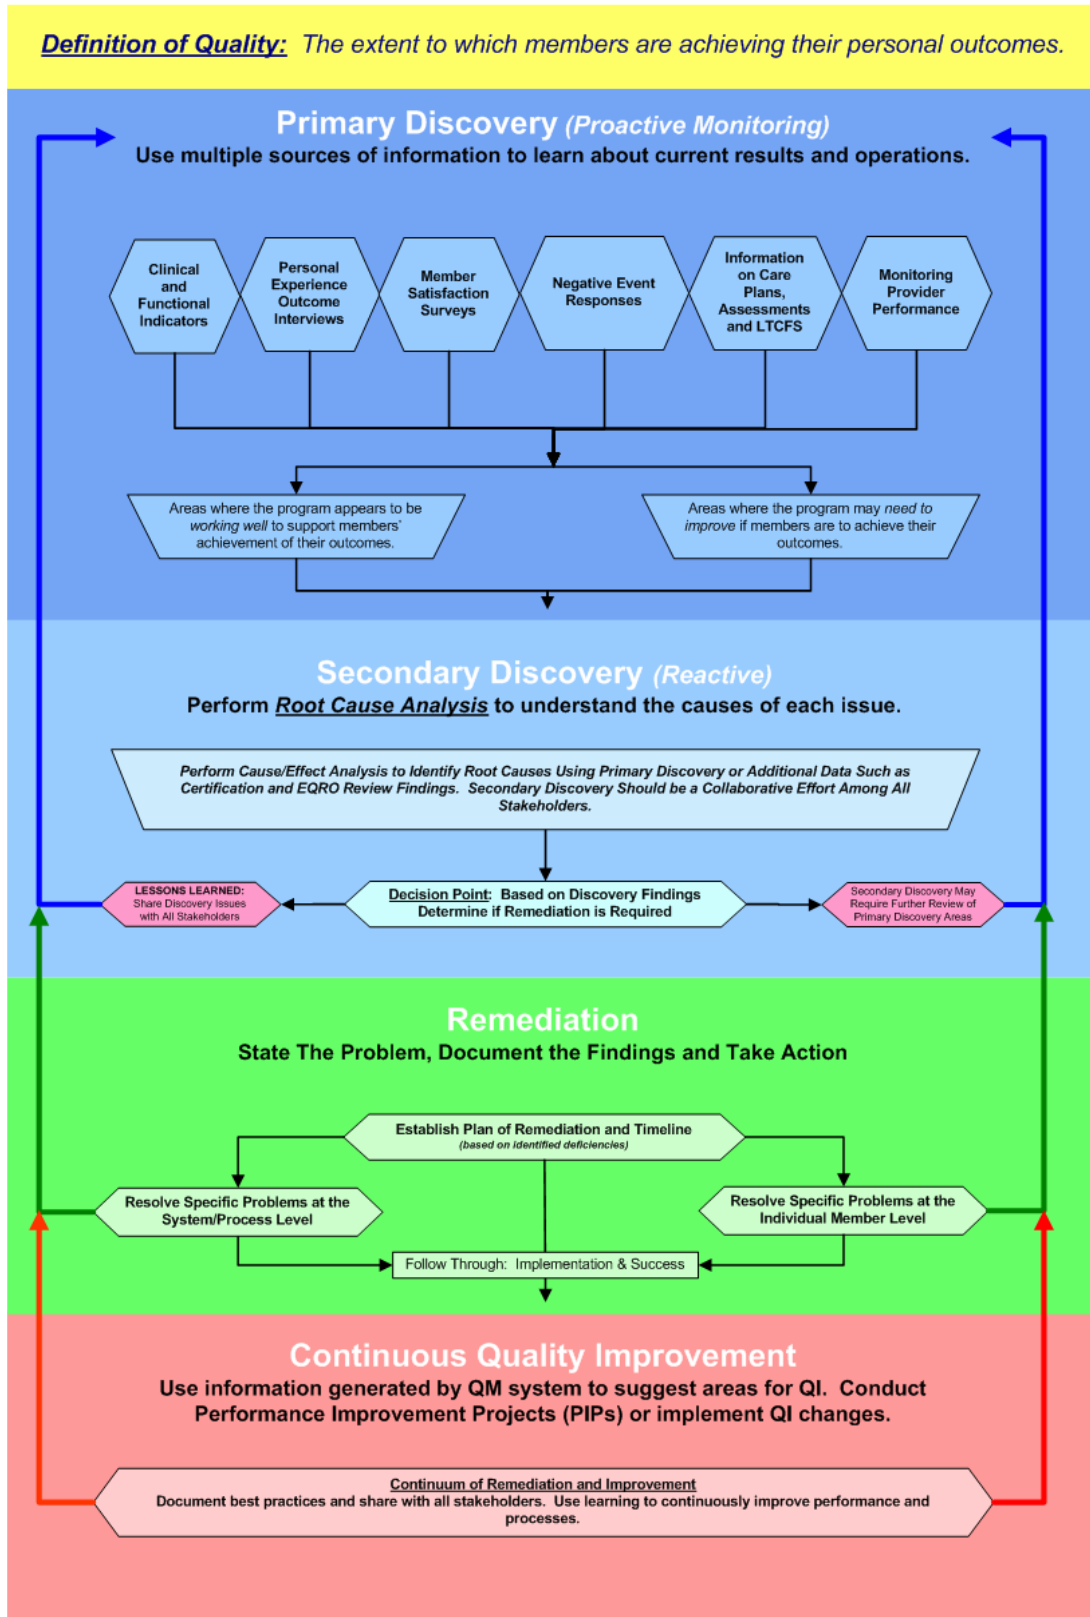 Definition of Quality: The extent to which members are achieving their personal outcomes.
Primary Discovery (Proactive Monitoring)
Use multiple sources of information to learn about current results and operations.
Clinical
and
Functional
Indicators
Personal
Experience
Outcome
Interviews
Member
Satisfaction
Surveys
Negative Event
Responses
Information
on Care
Plans,
Assessments
and LTCFS
Monitoring
Provider
Performance
Areas where the program appears to be
working well to support members'
achievement of their outcomes.
Areas where the program may need to
improve if members are to achieve their
outcomes.
Secondary Discovery (Reactive)
Perform Root Cause Analysis to understand the causes of each issue.
Perform Cause/Effect Analysis to Identify Root Causes Using Primary Discovery or Additional Data Such as
Certification and EQRO Review Findings. Secondary Discovery Should be a Collaborative Effort Among All
Stakeholders.
LESSONS LEARNED:
Share Discovery Issues
with All Stakeholders
Decision Point: Based on Discovery Findings
Determine if Remediation is Required
Secondary Discovery May
Require Further Review of
Primary Discovery Areas
Remediation
State The Problem, Document the Findings and Take Action
Establish Plan of Remediation and Timeline
(based on identified deficiencies)
Resolve Specific Problems at the
System/Process Level
Resolve Specific Problems at the
Individual Member Level
Follow Through: Implementation & Success
Continuous Quality Improvement
Use information generated by QM system to suggest areas for QI. Conduct
Performance Improvement Projects (PIPs) or implement QI changes.
Continuum of Remediation and Improvement
Document best practices and share with all stakeholders. Use learning to continuously improve performance and
processes.